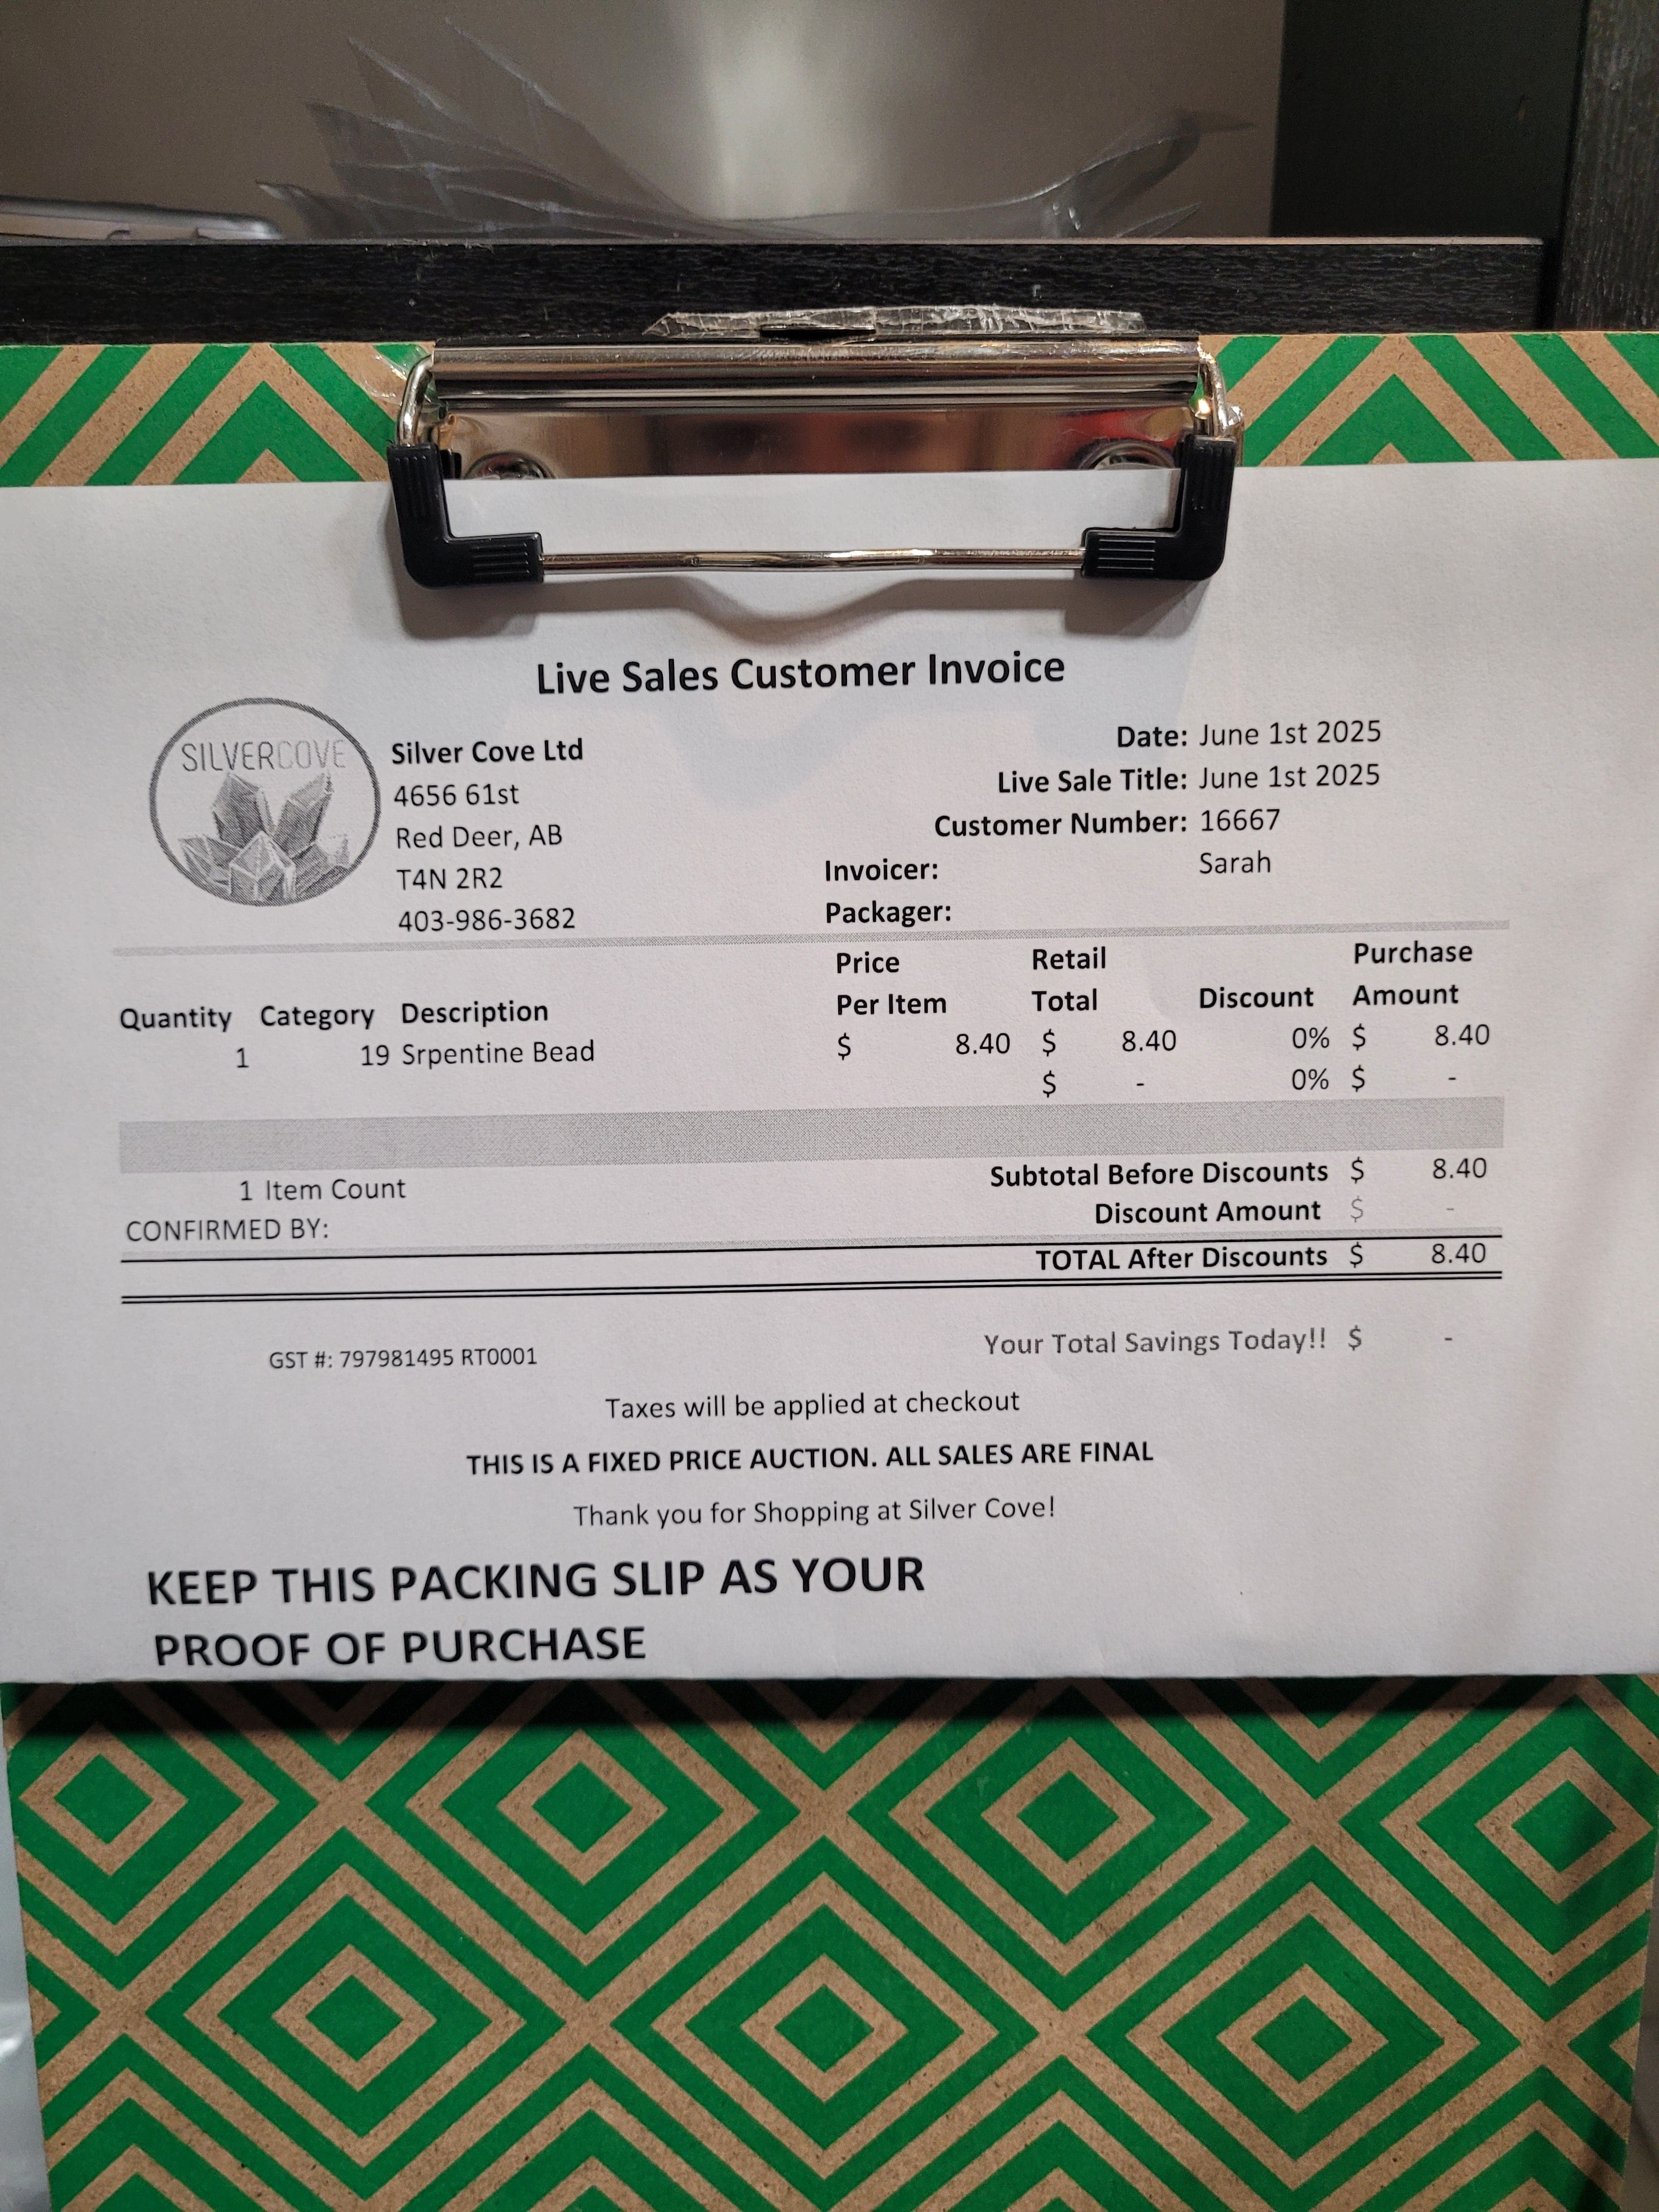 Live Sales Customer Invoice
SILVERCOVE
Silver Cove Ltd
4656 61st
Red Deer, AB
T4N 2R2
403-986-3682
Date: June 1st 2025
Live Sale Title: June 1st 2025
Customer Number: 16667
Invoicer: Sarah
Packager:
Quantity Category Description Price Per Item Retail Total Discount Purchase Amount
1 19 Srpentine Bead $ 8.40 $ 8.40 0% $ 8.40
$ - 0% $ -
1 Item Count
Subtotal Before Discounts $ 8.40
CONFIRMED BY:
Discount Amount $ -
TOTAL After Discounts $ 8.40
GST #: 797981495 RT0001
Your Total Savings Today!! $ -
Taxes will be applied at checkout
THIS IS A FIXED PRICE AUCTION. ALL SALES ARE FINAL
Thank you for Shopping at Silver Cove!
KEEP THIS PACKING SLIP AS YOUR
PROOF OF PURCHASE